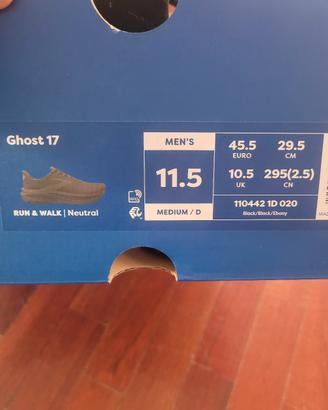 Ghost 17
RUN & WALK | Neutral
MEN'S
11.5
MEDIUM / D
45.5 29.5
EURO CM
10.5 295(2.5)
UK CN
110442 1D 020
Black/Black/Ebony